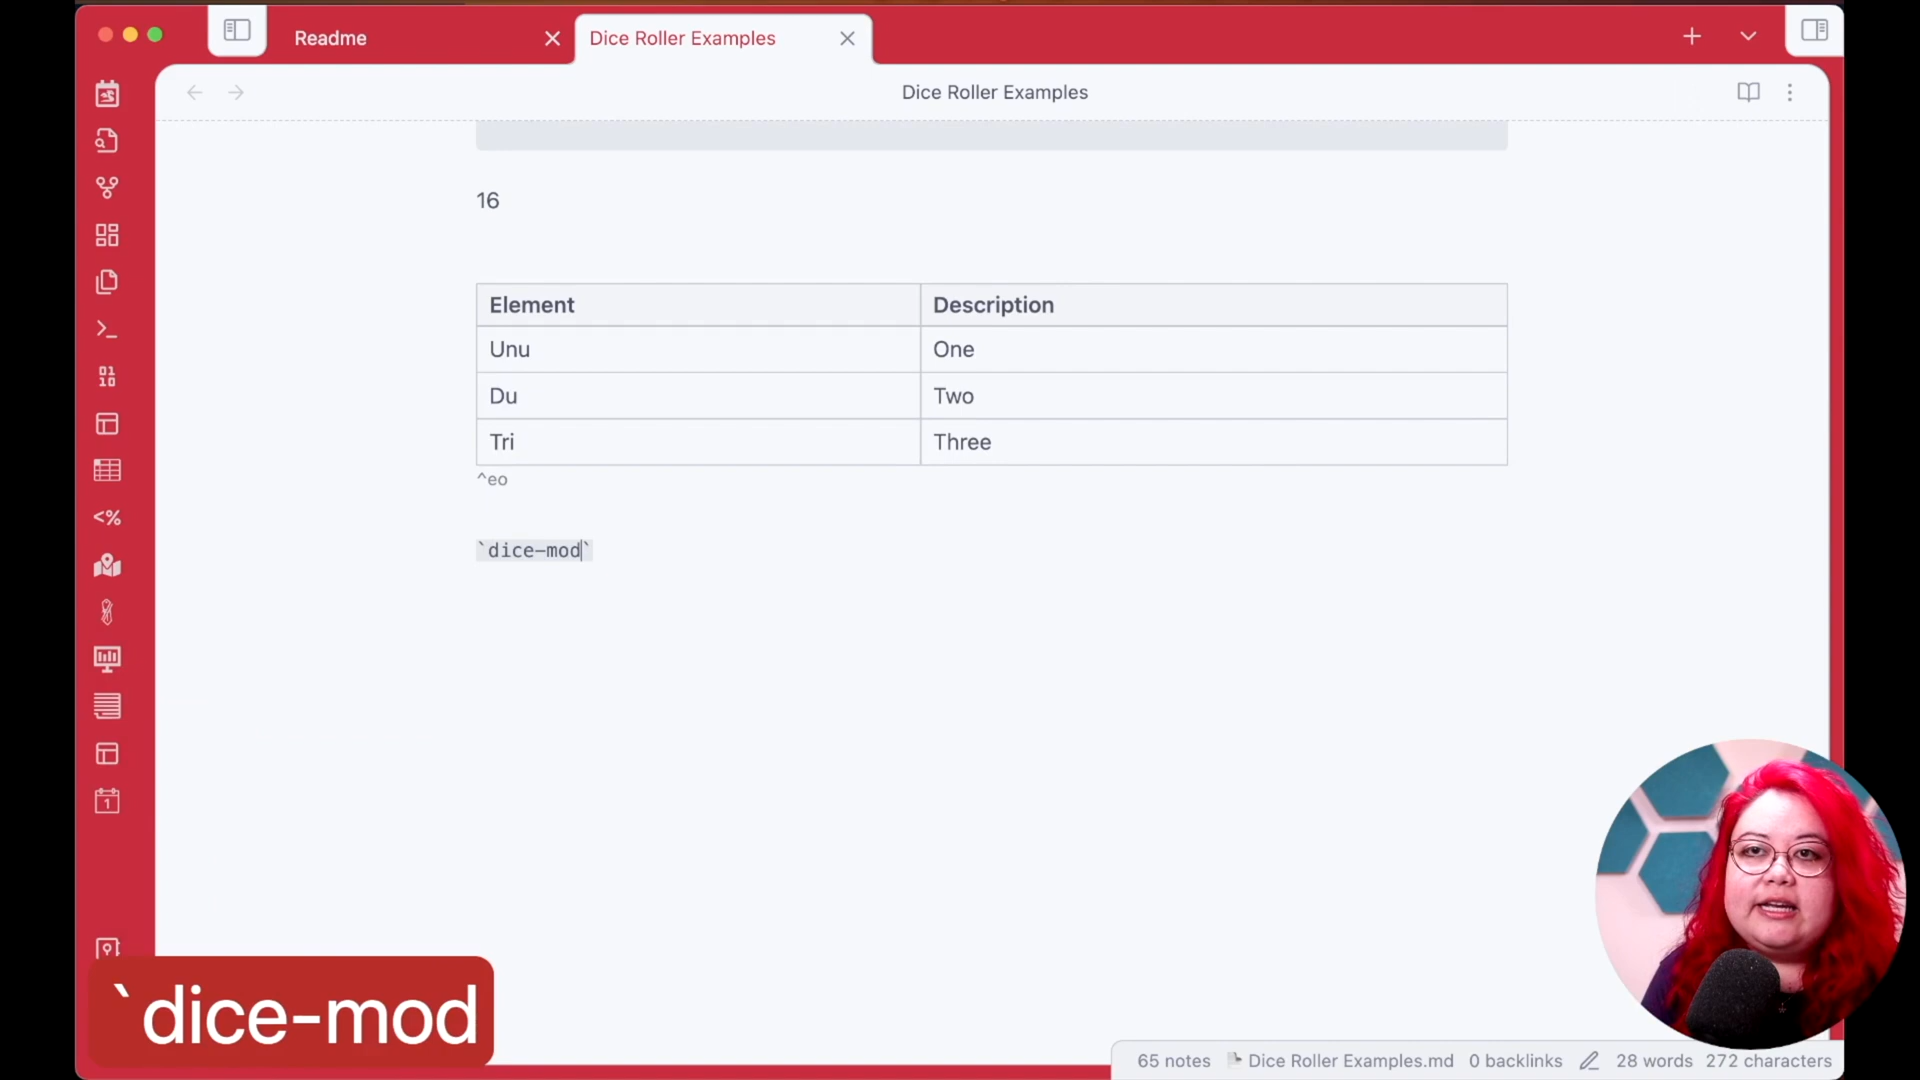 Readme
Dice Roller Examples
Dice Roller Examples
16
Element Description
Unu One
Du Two
Tri Three
^eo
`dice-mod`
`dice-mod
65 notes Dice Roller Examples.md 0 backlinks 28 words 272 characters